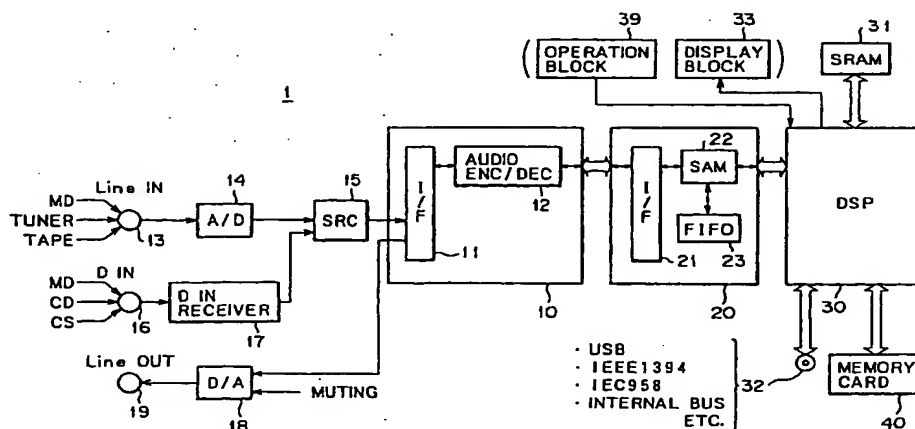 39
33
31
( OPERATION BLOCK
DISPLAY BLOCK )
SRAM
1
22
14
15
I/F
AUDIO ENC/DEC
12
I/F
SAM
DSP
Line IN
MD
TUNER
TAPE
13
A/D
SRC
FIFO
23
11
21
D IN
MD
CD
CS
16
D IN RECEIVER
17
10
20
30
Line OUT
19
D/A
18
MUTING
· USB
· IEEE1394
· IEC958
· INTERNAL BUS
ETC.
32
MEMORY CARD
40